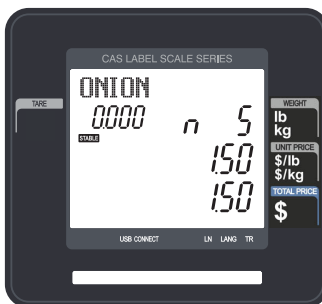 CAS LABEL SCALE SERIES
ONION
TARE
0.000 n 5
STABLE
WEIGHT
lb
kg
1.50
UNIT PRICE
$/lb
$/kg
1.50
TOTAL PRICE
$
USB CONNECT LN LANG TR